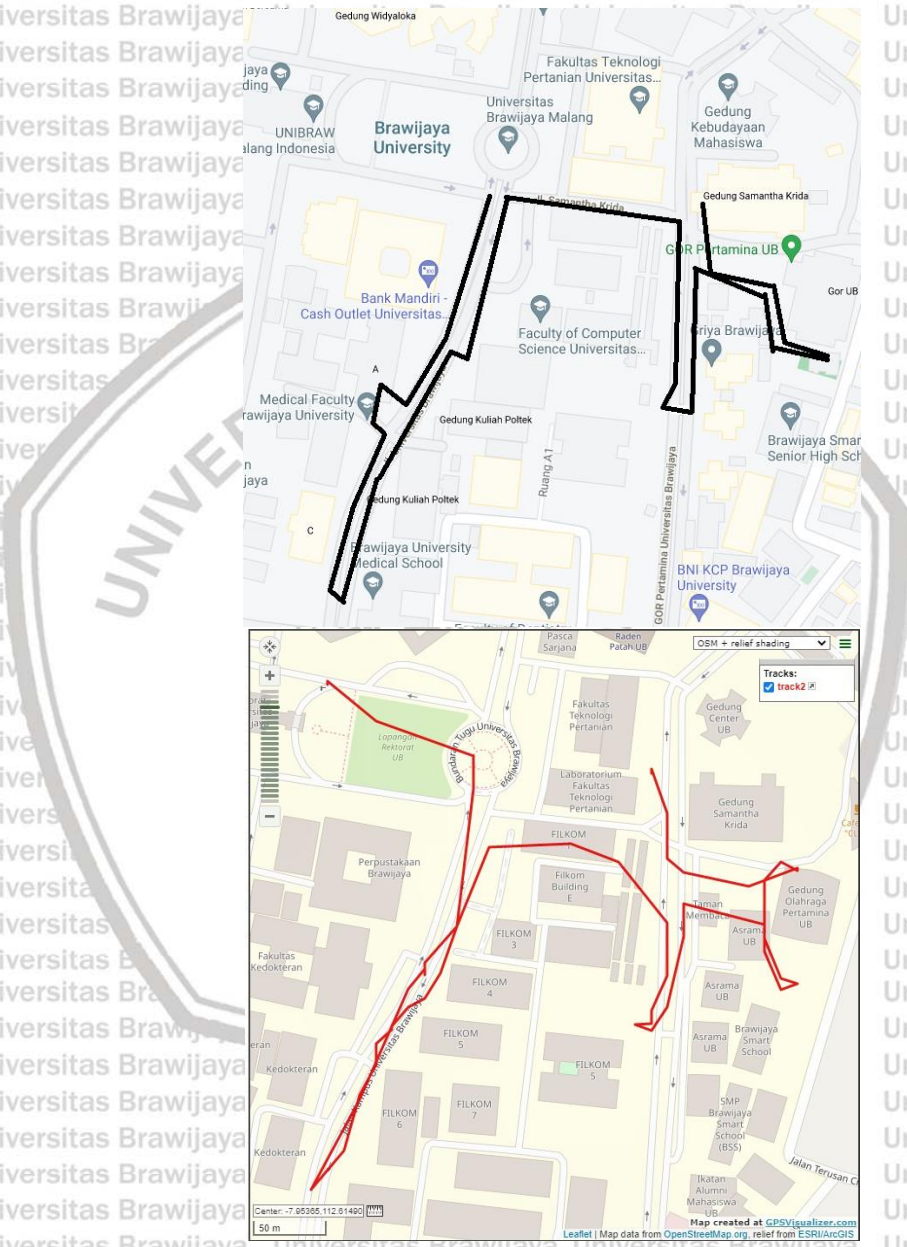 Gedung Widyaloka
Fakultas Teknologi
Pertanian Universitas...
Universitas
Brawijaya Malang
Gedung
Kebudayaan
Mahasiswa
UNIBRAW
alang Indonesia
Brawijaya
University
Jl. Samantha Krida
Gedung Samantha Krida
GOR Pertamina UB
Gor UB
Bank Mandiri -
Cash Outlet Universitas...
Faculty of Computer
Science Universitas...
Griya Brawijaya
A
Medical Faculty
rawijaya University
Gedung Kuliah Poltek
Brawijaya Smar
Senior High Sch
Ruang A1
Gedung Kuliah Poltek
C
Brawijaya University
Medical School
GOR Pertamina Universitas Brawijaya
BNI KCP Brawijaya
University
Pasca
Sarjana
Raden
Patah UB
OSM + relief shading
Tracks:
track2
Gedung
Center
UB
Fakultas
Teknologi
Pertanian
Lapangan
Rektorat
UB
Bundaran Tugu Universitas Brawijaya
Laboratorium
Fakultas
Teknologi
Pertanian
Gedung
Samantha
Krida
FILKOM
Perpustakaan
Brawijaya
Filkom
Building
E
Gedung
Olahraga
Pertamina
UB
Taman
Membaca
Asrama
UB
FILKOM
3
Fakultas
Kedokteran
FILKOM
4
Asrama
UB
FILKOM
5
Asrama
UB
Brawijaya
Smart
School
Kedokteran
FILKOM
5
FILKOM
6
FILKOM
7
SMP
Brawijaya
Smart
School
(BSS)
Kedokteran
Jalan Terusan C
Ikatan
Alumni
Mahasiswa
UB
Center: -7.95365,112.61490
50 m
Map created at GPSVisualizer.com
Leaflet | Map data from OpenStreetMap.org, relief from ESRI/ArcGIS